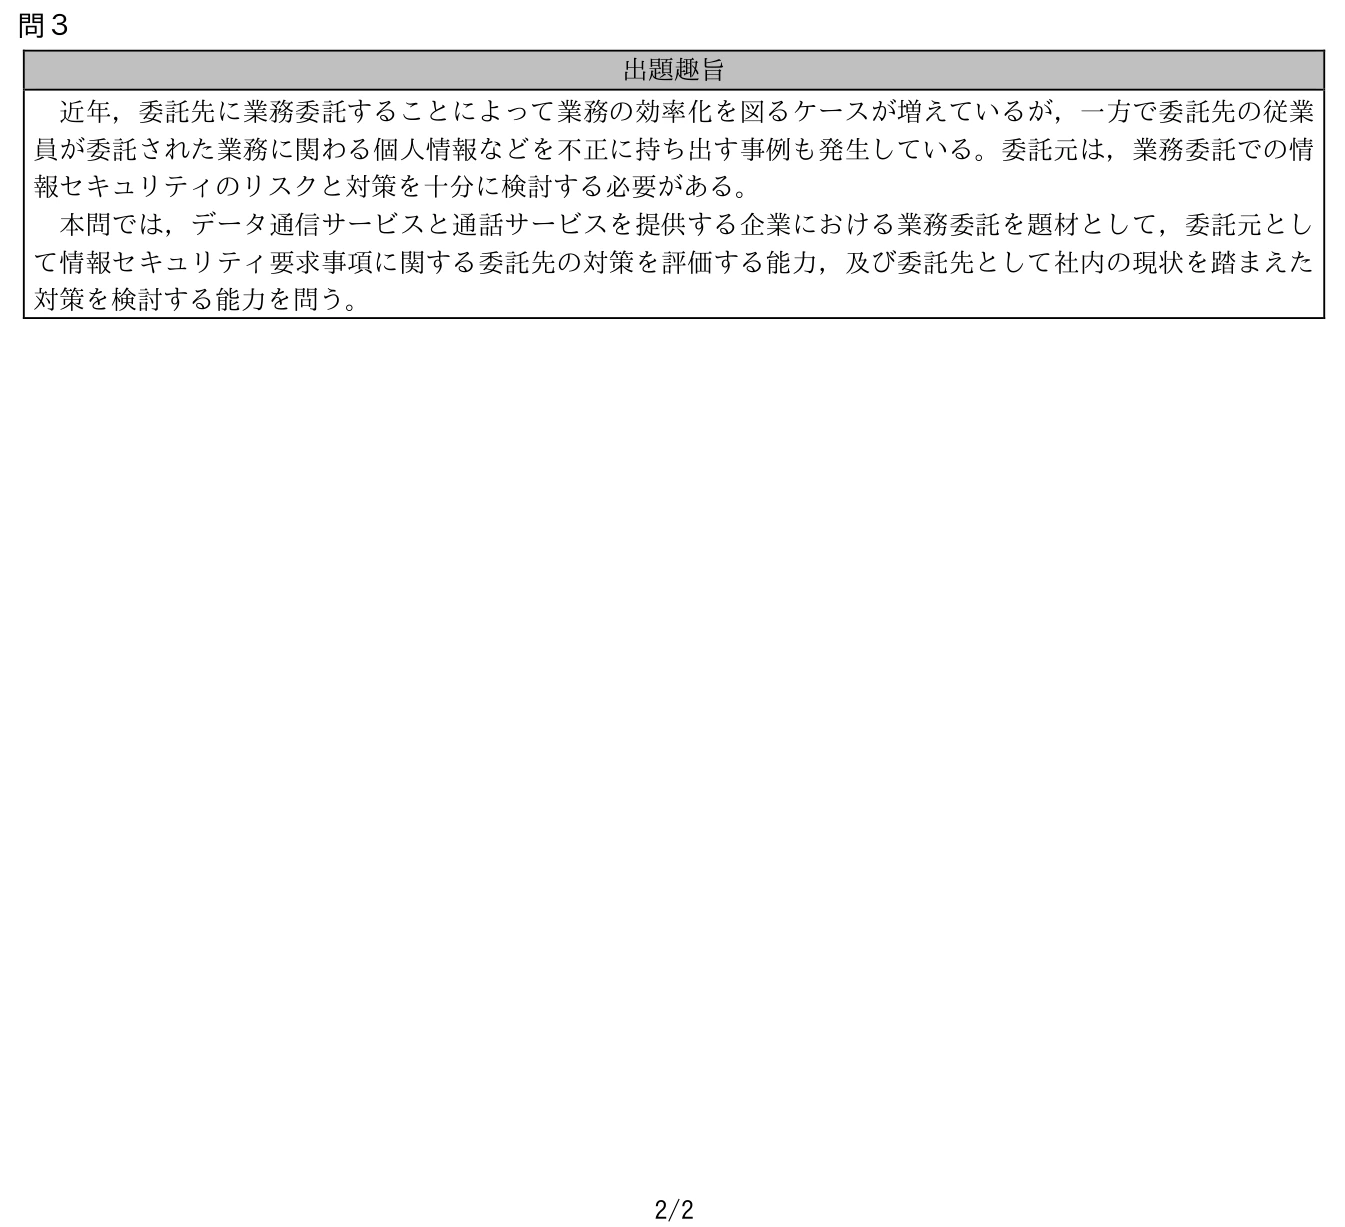 問３
出題趣旨
　近年，委託先に業務委託することによって業務の効率化を図るケースが増えているが，一方で委託先の従業
員が委託された業務に関わる個人情報などを不正に持ち出す事例も発生している。委託元は，業務委託での情
報セキュリティのリスクと対策を十分に検討する必要がある。
　本問では，データ通信サービスと通話サービスを提供する企業における業務委託を題材として，委託元とし
て情報セキュリティ要求事項に関する委託先の対策を評価する能力，及び委託先として社内の現状を踏まえた
対策を検討する能力を問う。
2/2